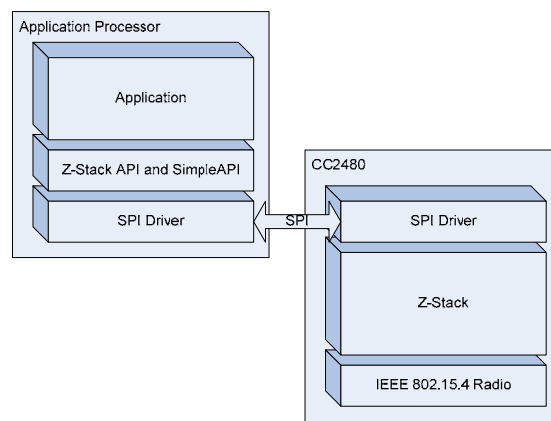 Application Processor
Application
Z-Stack API and SimpleAPI
SPI Driver
SPI
CC2480
SPI Driver
Z-Stack
IEEE 802.15.4 Radio